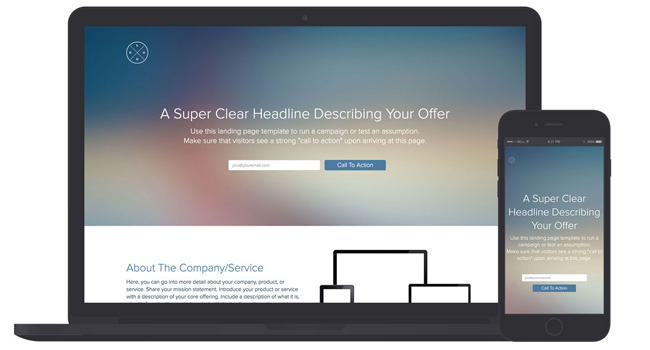 A Super Clear Headline Describing Your Offer
Use this landing page template to run a campaign or test an assumption.
Make sure that visitors see a strong "call to action" upon arriving at this page.
you@youremail.com
Call To Action
About The Company/Service
Here, you can go into more detail about your company, product, or
service. Share your mission statement. Introduce your product or service
with a description of your core offering. Include a description of what it is,
4:21 PM
A Super Clear
Headline Describing
Your Offer
Use this landing page template to run a
campaign or test an assumption.
Make sure that visitors see a strong "call to
action" upon arriving at this page.
you@youremail.com
Call To Action